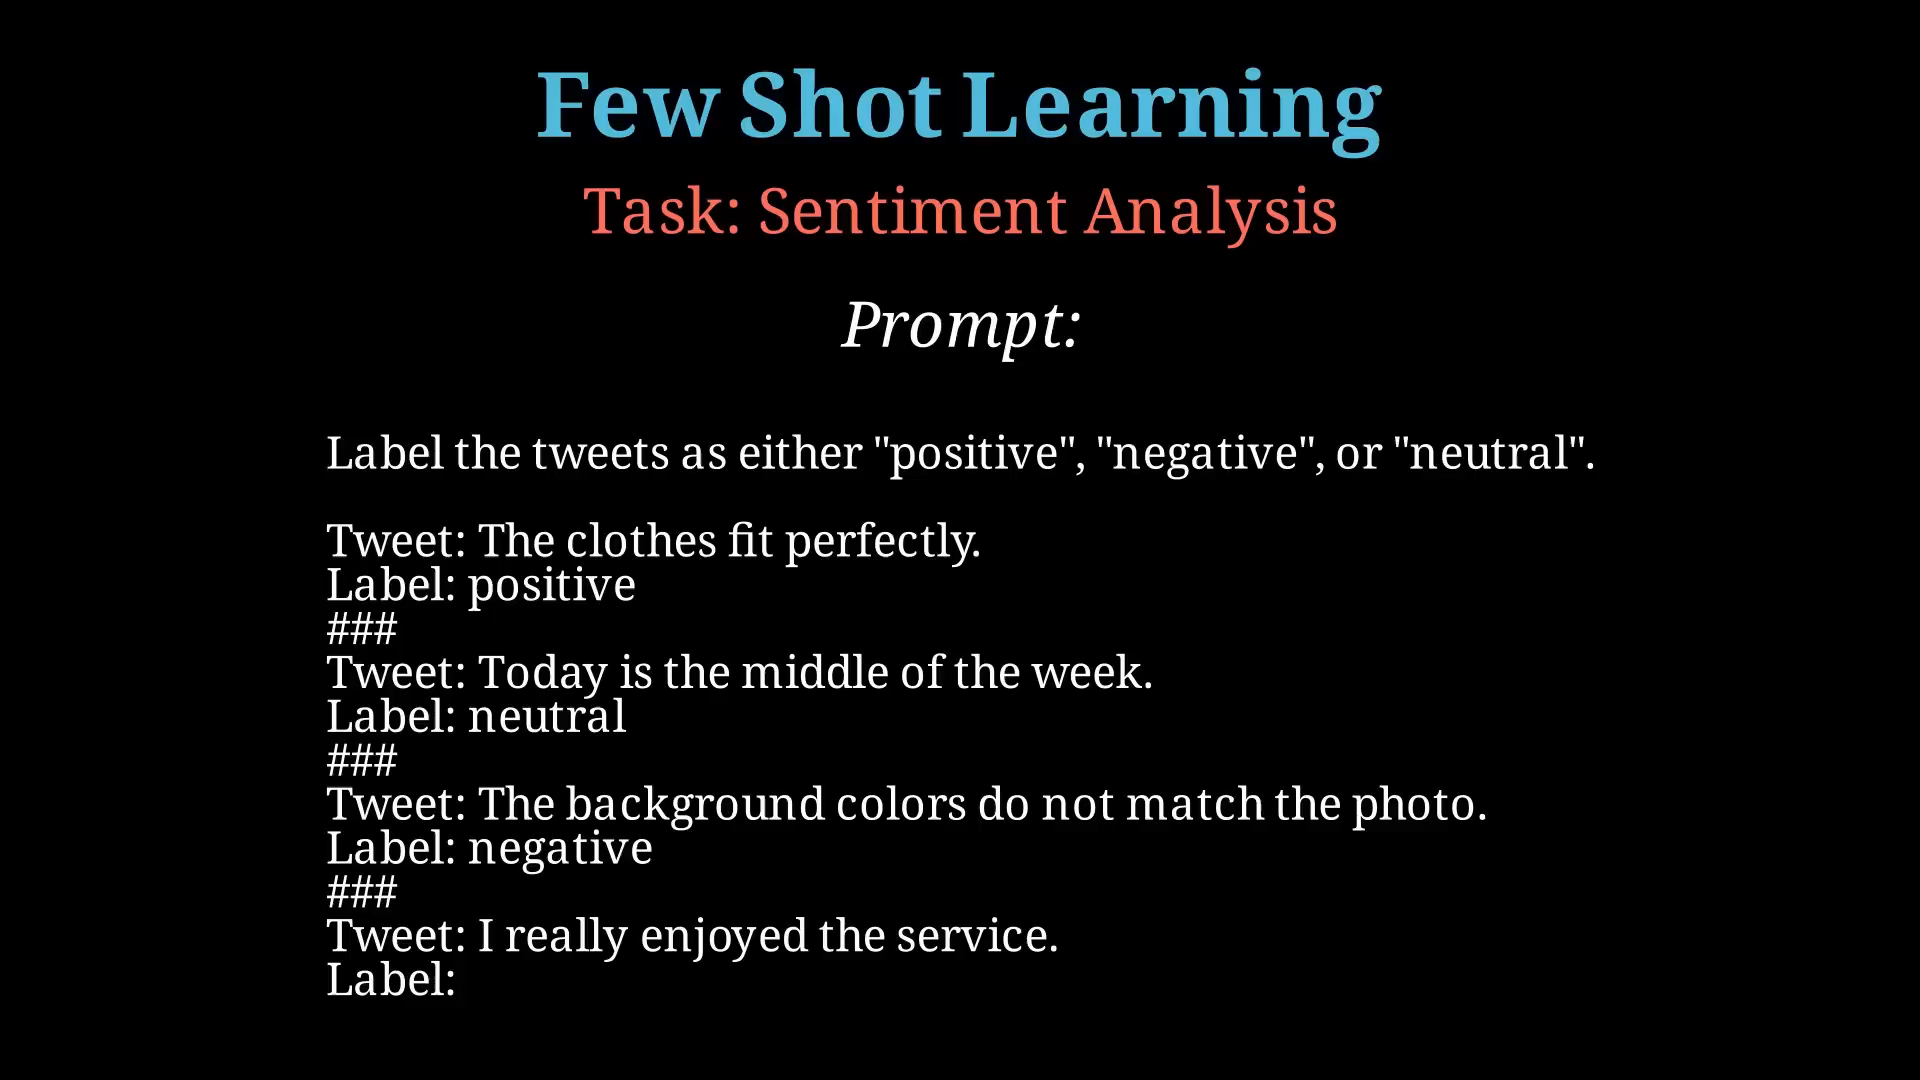 Few Shot Learning
Task: Sentiment Analysis
Prompt:
Label the tweets as either "positive", "negative", or "neutral".
Tweet: The clothes fit perfectly.
Label: positive
###
Tweet: Today is the middle of the week.
Label: neutral
###
Tweet: The background colors do not match the photo.
Label: negative
###
Tweet: I really enjoyed the service.
Label: